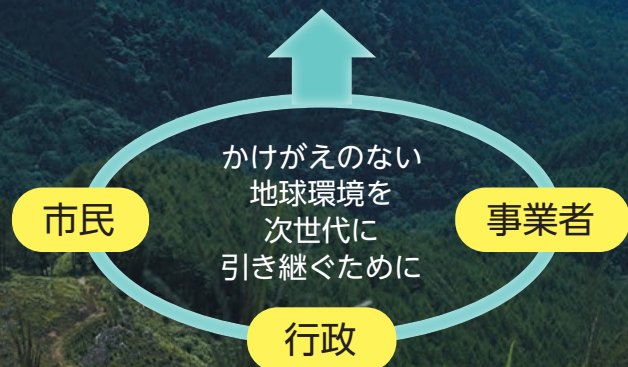 かけがえのない
地球環境を
次世代に
引き継ぐために
市民
事業者
行政